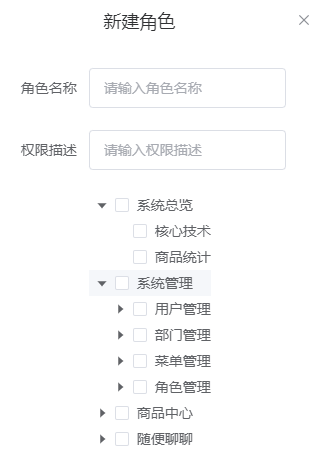 新建角色
角色名称 请输入角色名称
权限描述 请输入权限描述
系统总览
核心技术
商品统计
系统管理
用户管理
部门管理
菜单管理
角色管理
商品中心
随便聊聊